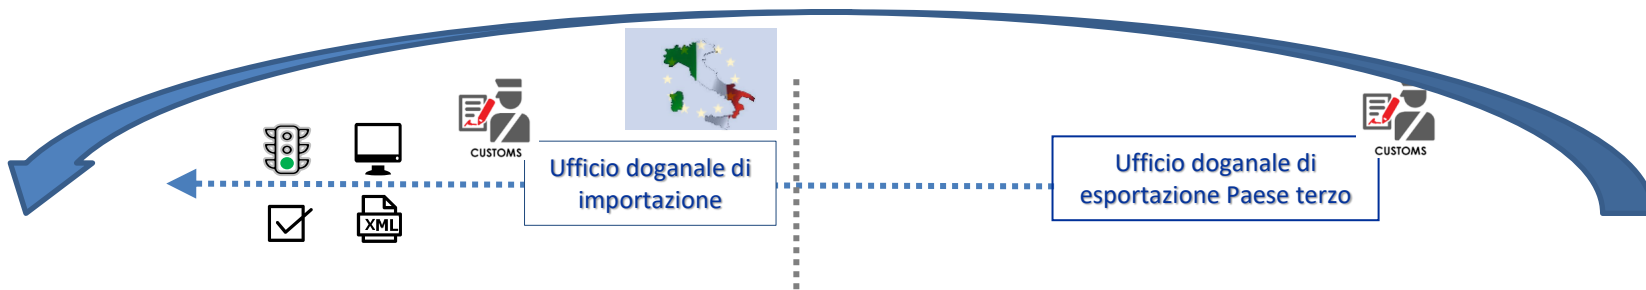 CUSTOMS
Ufficio doganale di
importazione
XML
CUSTOMS
Ufficio doganale di
esportazione Paese terzo